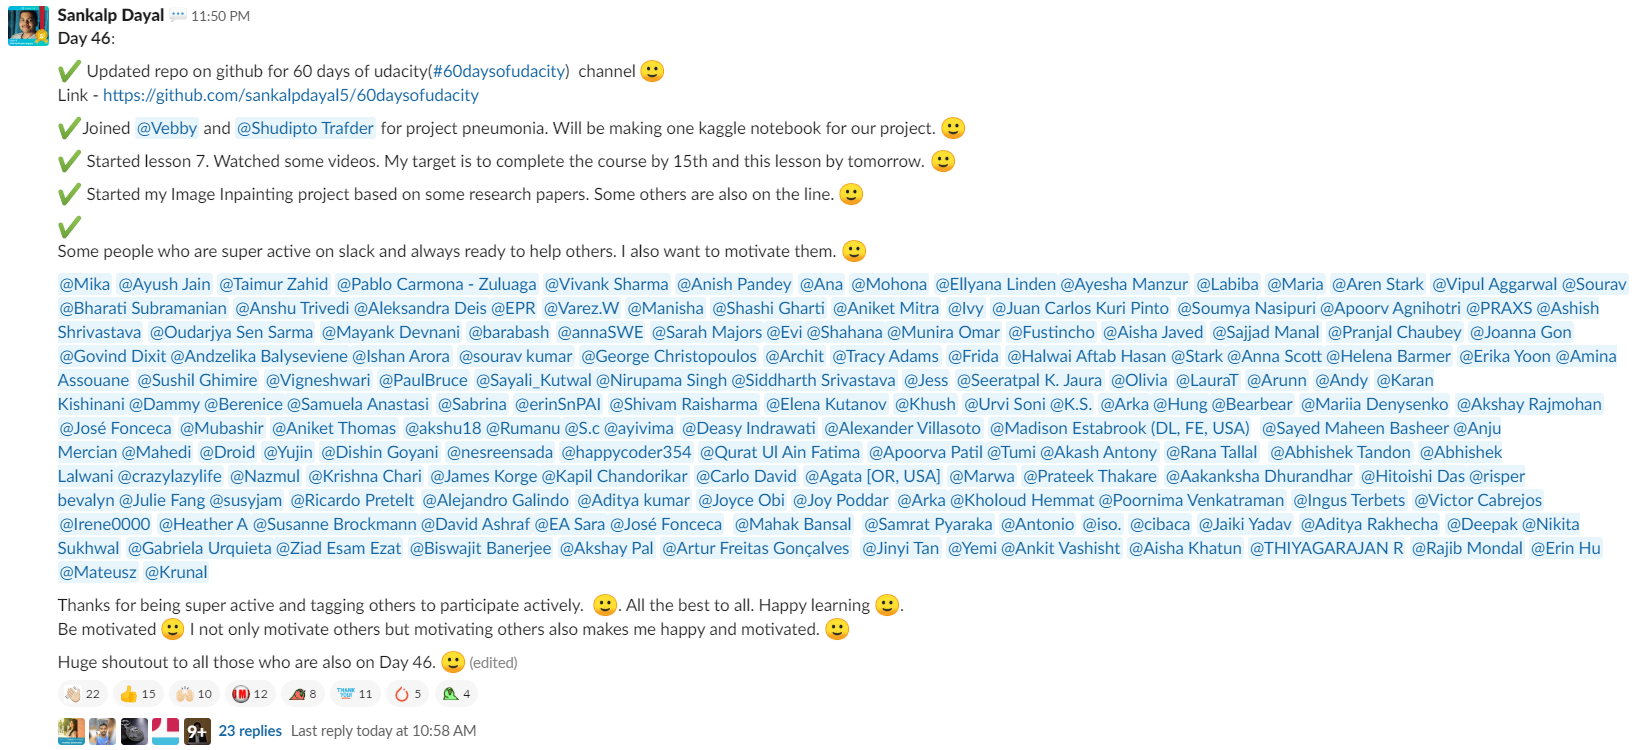 Sankalp Dayal 11:50 PM
Day 46:
Updated repo on github for 60 days of udacity(#60daysofudacity) channel
Link - https://github.com/sankalpdayal5/60daysofudacity
Joined @Vebby and @Shudipto Trafder for project pneumonia. Will be making one kaggle notebook for our project.
Started lesson 7. Watched some videos. My target is to complete the course by 15th and this lesson by tomorrow.
Started my Image Inpainting project based on some research papers. Some others are also on the line.
Some people who are super active on slack and always ready to help others. I also want to motivate them.
@Mika @Ayush Jain @Taimur Zahid @Pablo Carmona - Zuluaga @Vivank Sharma @Anish Pandey @Ana @Mohona @Ellyana Linden @Ayesha Manzur @Labiba @Maria @Aren Stark @Vipul Aggarwal @Sourav
@Bharati Subramanian @Anshu Trivedi @Aleksandra Deis @EPR @Varez.W @Manisha @Shashi Gharti @Aniket Mitra @Ivy @Juan Carlos Kuri Pinto @Soumya Nasipuri @Apoorv Agnihotri @PRAXS @Ashish
Shrivastava @Oudarjya Sen Sarma @Mayank Devnani @barabash @annaSWE @Sarah Majors @Evi @Shahana @Munira Omar @Fustincho @Aisha Javed @Sajjad Manal @Pranjal Chaubey @Joanna Gon
@Govind Dixit @Andzelika Balyseviene @Ishan Arora @sourav kumar @George Christopoulos @Archit @Tracy Adams @Frida @Halwai Aftab Hasan @Stark @Anna Scott @Helena Barmer @Erika Yoon @Amina
Assouane @Sushil Ghimire @Vigneshwari @PaulBruce @Sayali_Kutwal @Nirupama Singh @Siddharth Srivastava @Jess @Seeratpal K. Jaura @Olivia @LauraT @Arunn @Andy @Karan
Kishinani @Dammy @Berenice @Samuela Anastasi @Sabrina @erinSnPAI @Shivam Raisharma @Elena Kutanov @Khush @Urvi Soni @K.S. @Arka @Hung @Bearbear @Mariia Denysenko @Akshay Rajmohan
@José Fonceca @Mubashir @Aniket Thomas @akshu18 @Rumanu @S.c @ayivima @Deasy Indrawati @Alexander Villasoto @Madison Estabrook (DL, FE, USA) @Sayed Maheen Basheer @Anju
Mercian @Mahedi @Droid @Yujin @Dishin Goyani @nesreensada @happycoder354 @Qurat Ul Ain Fatima @Apoorva Patil @Tumi @Akash Antony @Rana Tallal @Abhishek Tandon @Abhishek
Lalwani @crazylazylife @Nazmul @Krishna Chari @James Korge @Kapil Chandorikar @Carlo David @Agata [OR, USA] @Marwa @Prateek Thakare @Aakanksha Dhurandhar @Hitoishi Das @risper
bevalyn @Julie Fang @susyjam @Ricardo Pretelt @Alejandro Galindo @Aditya kumar @Joyce Obi @Joy Poddar @Arka @Kholoud Hemmat @Poornima Venkatraman @Ingus Terbets @Victor Cabrejos
@Irene0000 @Heather A @Susanne Brockmann @David Ashraf @EA Sara @José Fonceca @Mahak Bansal @Samrat Pyaraka @Antonio @iso. @cibaca @Jaiki Yadav @Aditya Rakhecha @Deepak @Nikita
Sukhwal @Gabriela Urquieta @Ziad Esam Ezat @Biswajit Banerjee @Akshay Pal @Artur Freitas Gonçalves @Jinyi Tan @Yemi @Ankit Vashisht @Aisha Khatun @THIYAGARAJAN R @Rajib Mondal @Erin Hu
@Mateusz @Krunal
Thanks for being super active and tagging others to participate actively. . All the best to all. Happy learning .
Be motivated I not only motivate others but motivating others also makes me happy and motivated.
Huge shoutout to all those who are also on Day 46. (edited)
22 15 10 12 8 THANK YOU! 11 5 4
9+ 23 replies Last reply today at 10:58 AM